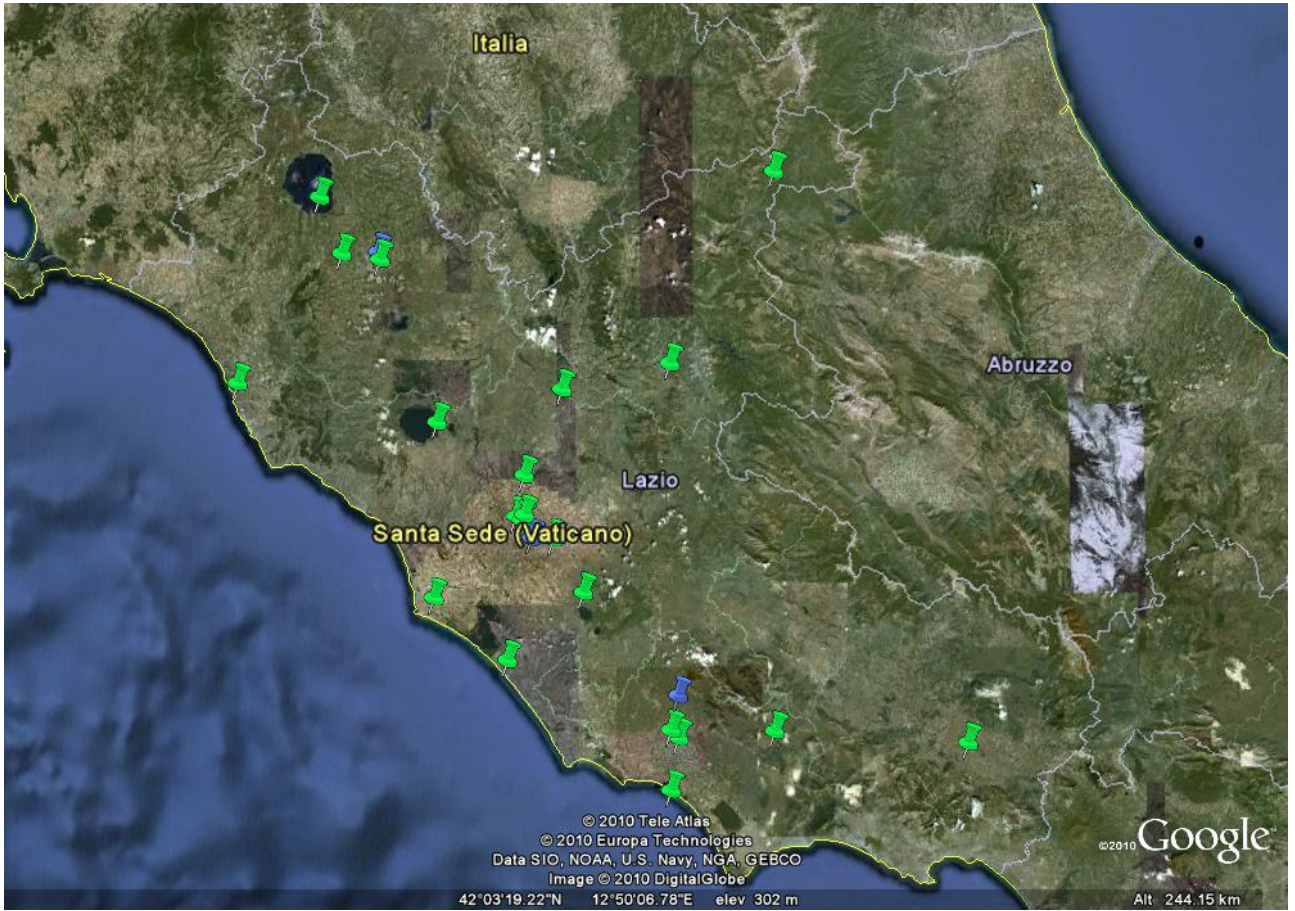 Italia
Abruzzo
Lazio
Santa Sede (Vaticano)
© 2010 Tele Atlas
© 2010 Europa Technologies
Data SIO, NOAA, U.S. Navy, NGA, GEBCO
Image © 2010 DigitalGlobe
©2010 Google
42°03'19.22"N 12°50'06.78"E elev 302 m Alt 244.15 km